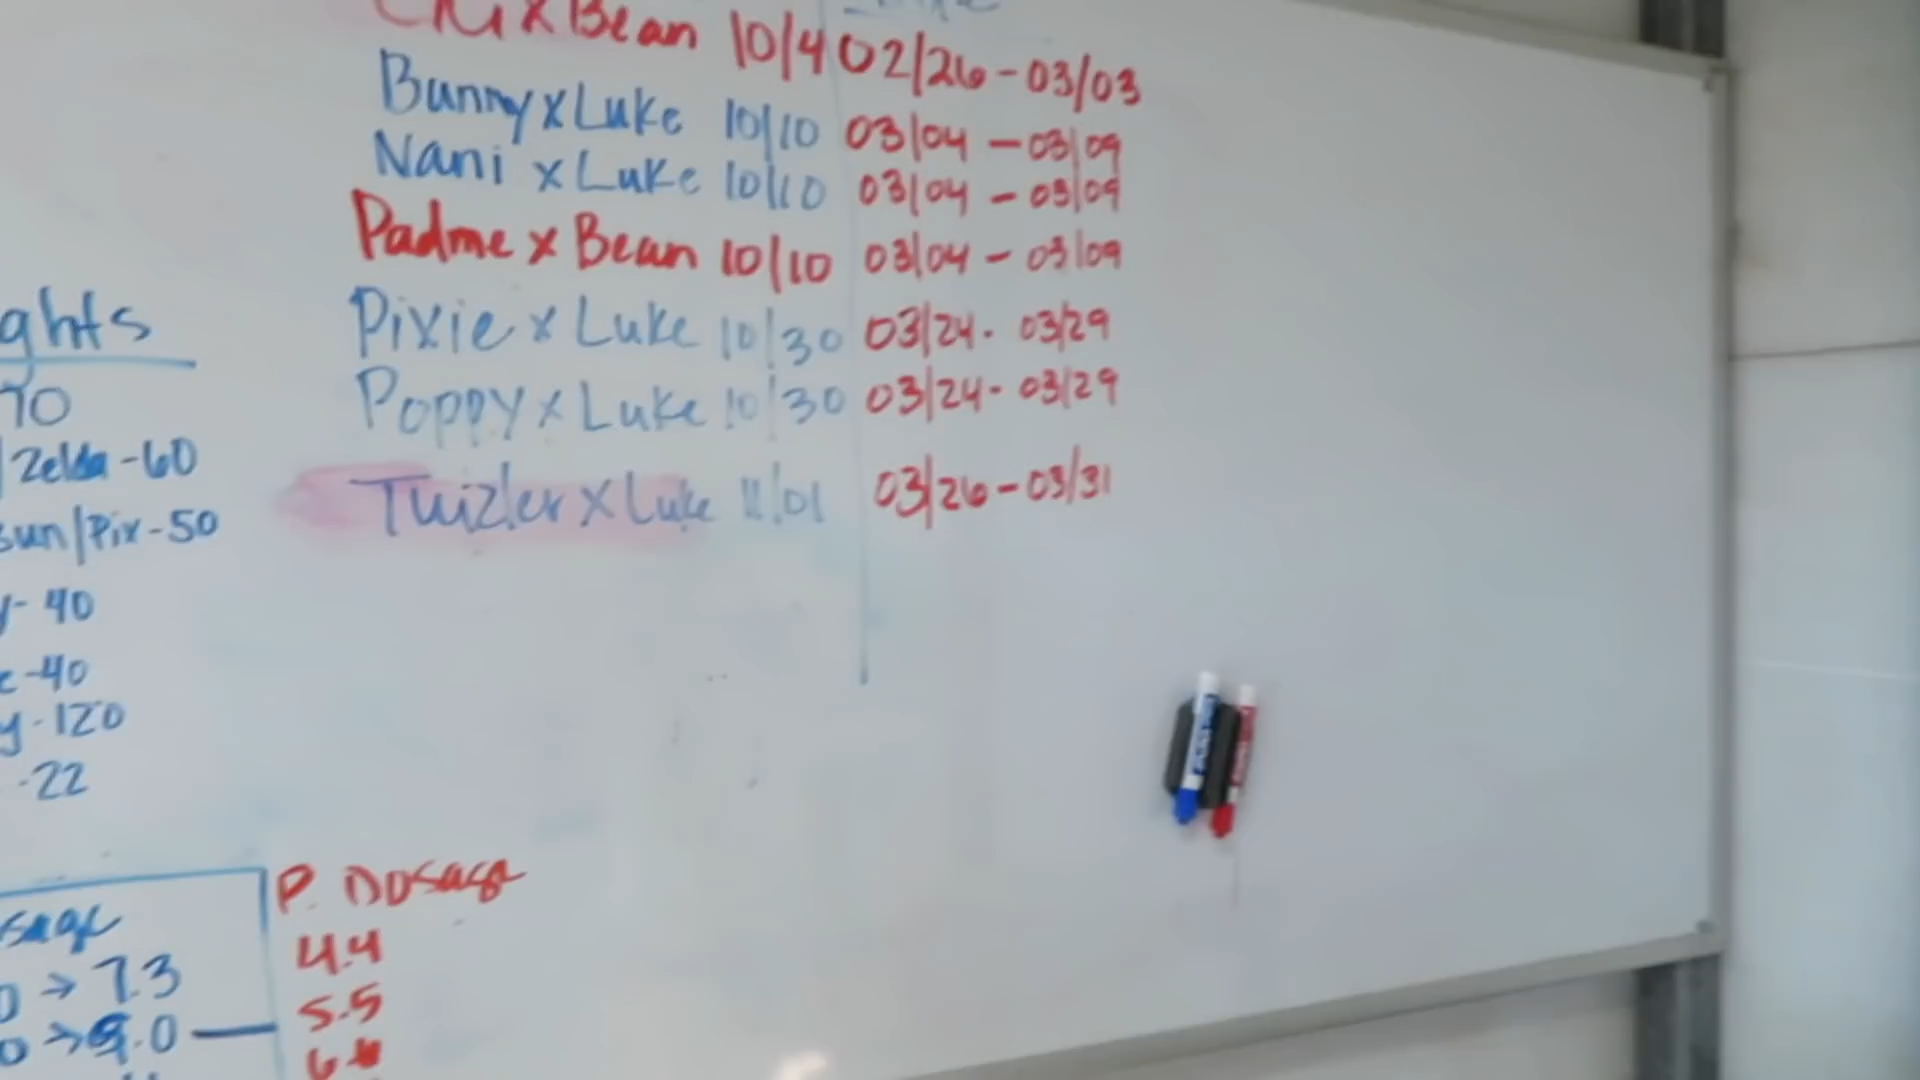 x Bean 10/4 02/26 - 03/03
Bunny x Luke 10/10 03/04 - 03/09
Nani x Luke 10/10 03/04 - 03/09
Padme x Bean 10/10 03/04 - 03/09
Pixie x Luke 10/30 03/24 - 03/29
Poppy x Luke 10/30 03/24 - 03/29
Twizler x Luke 11/01 03/26 - 03/31
ghts
70
/Zelda - 60
Bun/Pix - 50
y - 40
- 40
y - 120
- 22
sage
0 → 7.3
0 → 9.0
P. Dosage
4.4
5.5